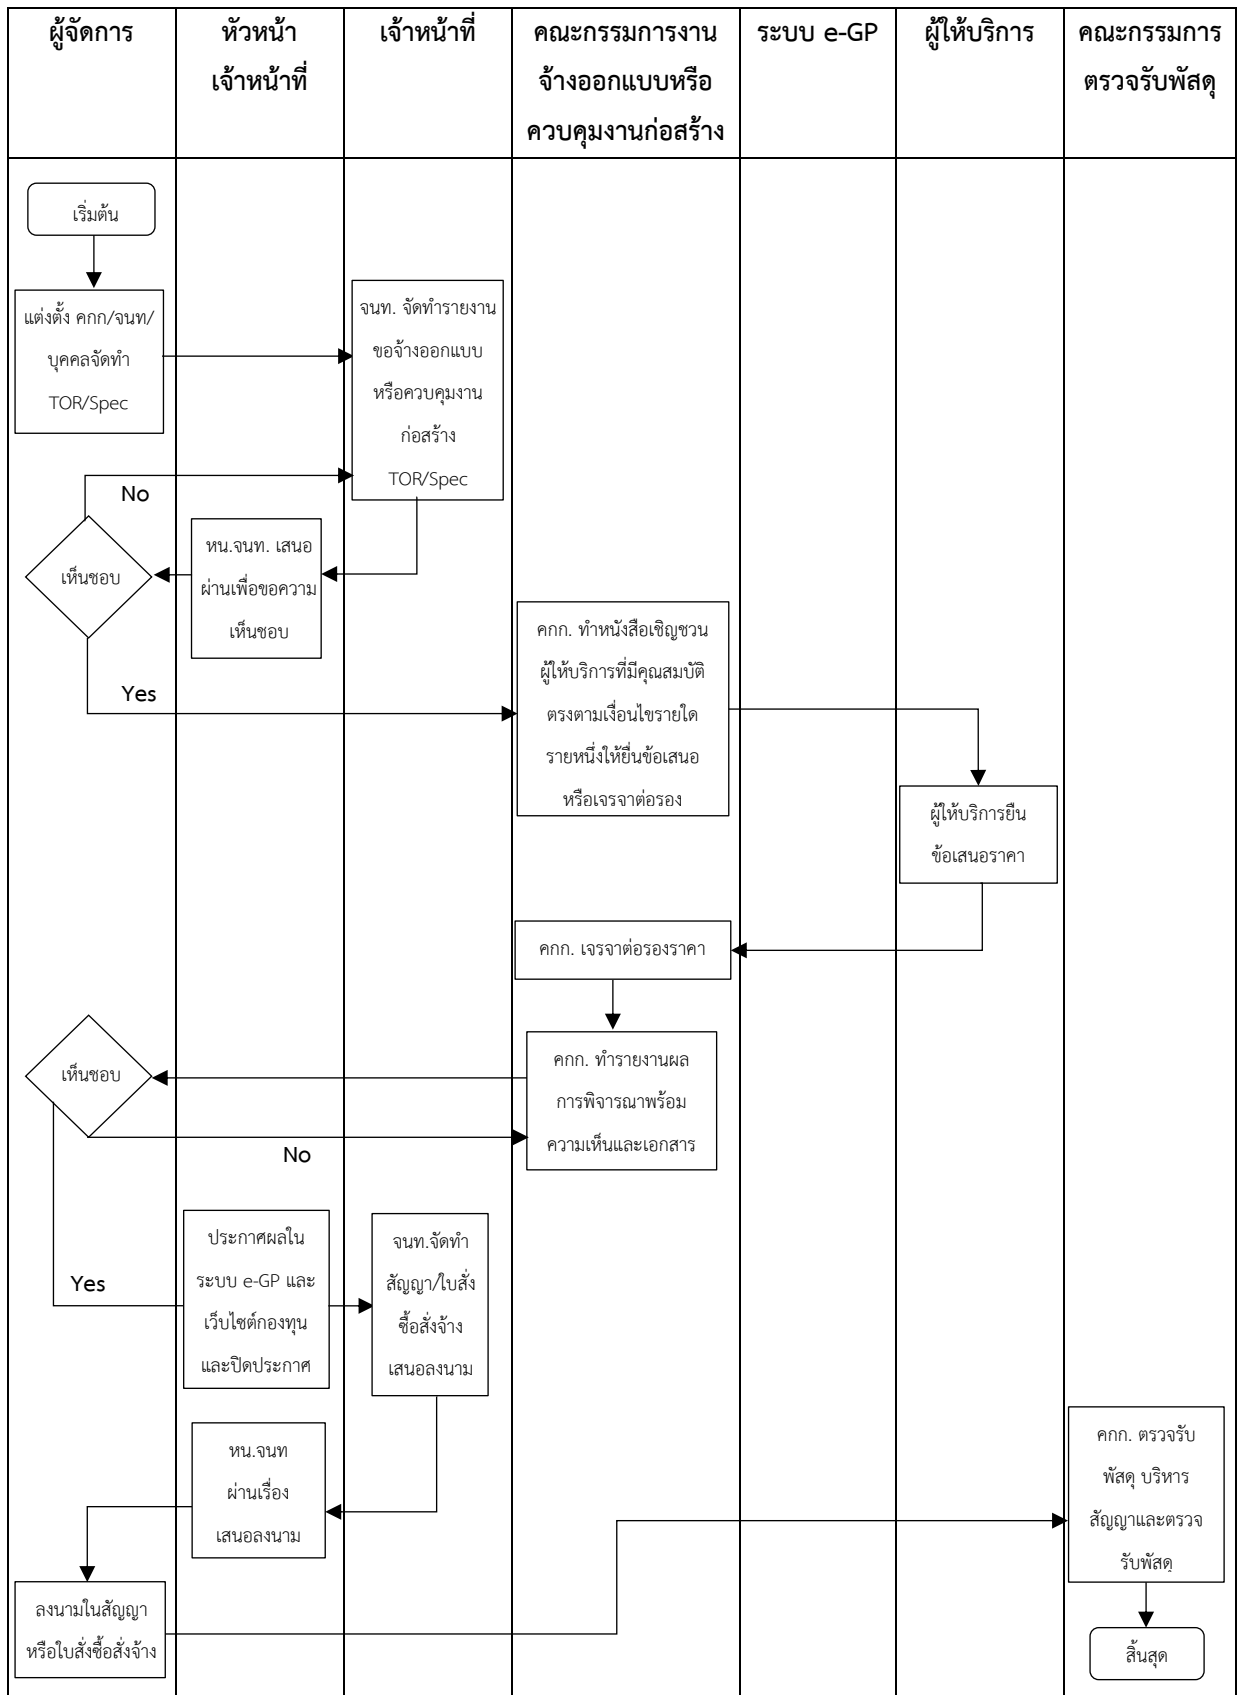 ผู้จัดการ
หัวหน้า
เจ้าหน้าที่
เจ้าหน้าที่
คณะกรรมการงาน
จ้างออกแบบหรือ
ควบคุมงานก่อสร้าง
ระบบ e-GP
ผู้ให้บริการ
คณะกรรมการ
ตรวจรับพัสดุ
เริ่มต้น
แต่งตั้ง คกก/จนท/
บุคคลจัดทำ
TOR/Spec
จนท. จัดทำรายงาน
ขอจ้างออกแบบ
หรือควบคุมงาน
ก่อสร้าง
TOR/Spec
No
เห็นชอบ
หน.จนท. เสนอ
ผ่านเพื่อขอความ
เห็นชอบ
Yes
คกก. ทำหนังสือเชิญชวน
ผู้ให้บริการที่มีคุณสมบัติ
ตรงตามเงื่อนไขรายใด
รายหนึ่งให้ยื่นข้อเสนอ
หรือเจรจาต่อรอง
ผู้ให้บริการยืน
ข้อเสนอราคา
คกก. เจรจาต่อรองราคา
เห็นชอบ
คกก. ทำรายงานผล
การพิจารณาพร้อม
ความเห็นและเอกสาร
No
Yes
ประกาศผลใน
ระบบ e-GP และ
เว็บไซต์กองทุน
และปิดประกาศ
จนท.จัดทำ
สัญญา/ใบสั่ง
ซื้อสั่งจ้าง
เสนอลงนาม
หน.จนท
ผ่านเรื่อง
เสนอลงนาม
คกก. ตรวจรับ
พัสดุ บริหาร
สัญญาและตรวจ
รับพัสดุ
ลงนามในสัญญา
หรือใบสั่งซื้อสั่งจ้าง
สิ้นสุด